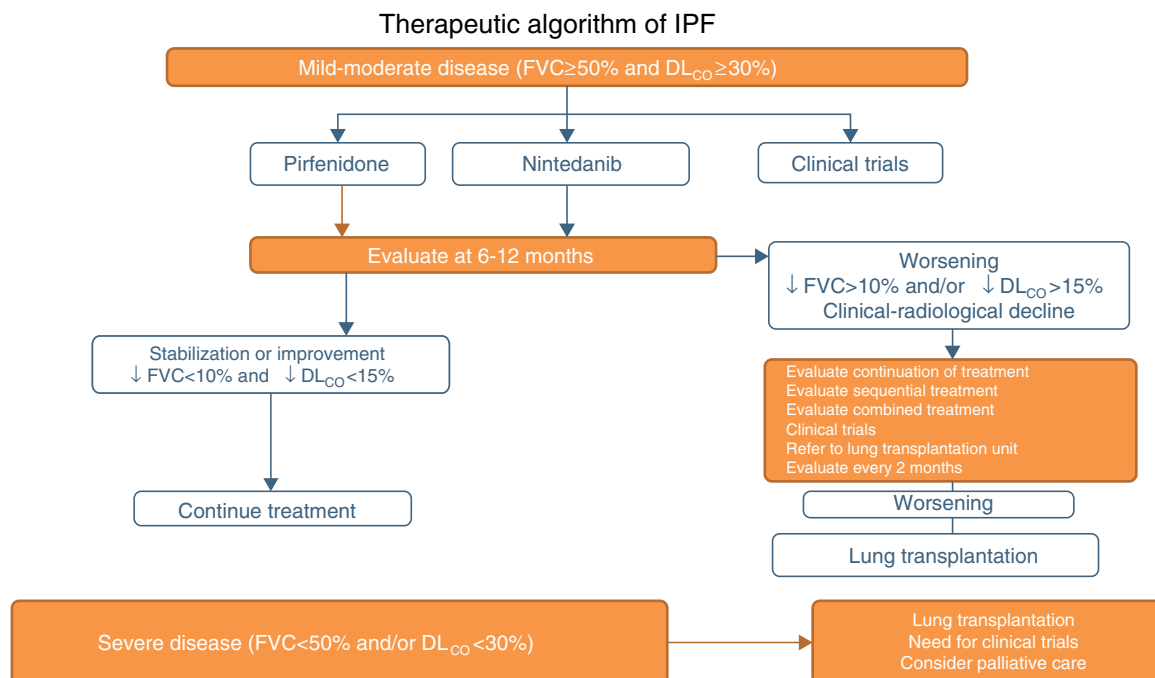 Therapeutic algorithm of IPF
Mild-moderate disease (FVC≥50% and DLCO≥30%)
Pirfenidone
Nintedanib
Clinical trials
Evaluate at 6-12 months
Worsening
↓ FVC>10% and/or ↓ DLCO>15%
Clinical-radiological decline
Stabilization or improvement
↓ FVC<10% and ↓ DLCO<15%
Evaluate continuation of treatment
Evaluate sequential treatment
Evaluate combined treatment
Clinical trials
Refer to lung transplantation unit
Evaluate every 2 months
Continue treatment
Worsening
Lung transplantation
Severe disease (FVC<50% and/or DLCO<30%)
Lung transplantation
Need for clinical trials
Consider palliative care